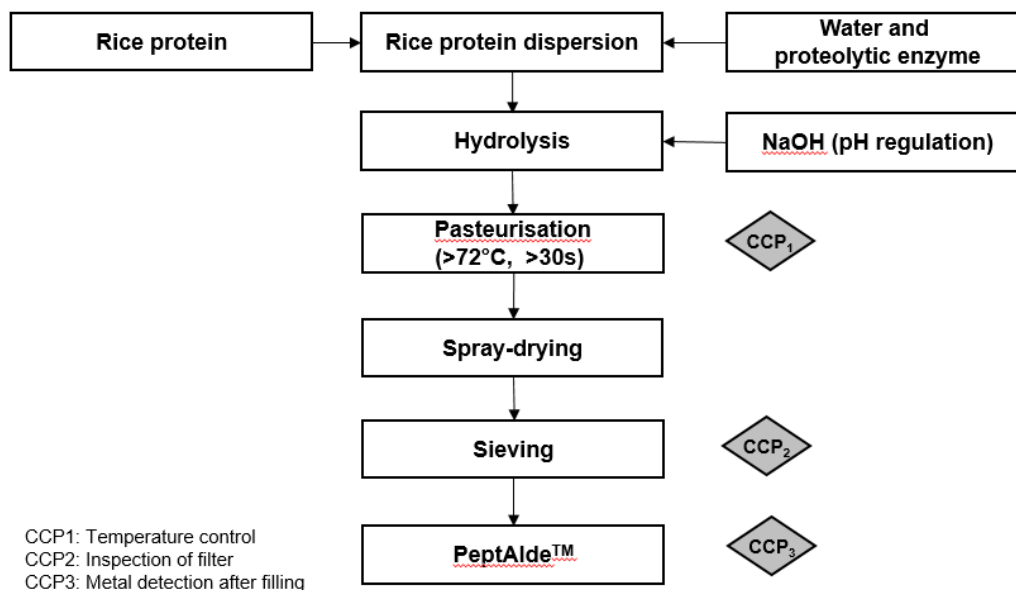 Rice protein
Rice protein dispersion
Water and
proteolytic enzyme
Hydrolysis
NaOH (pH regulation)
Pasteurisation
(>72°C, >30s)
CCP1
Spray-drying
Sieving
CCP2
PeptAIde™
CCP3
CCP1: Temperature control
CCP2: Inspection of filter
CCP3: Metal detection after filling